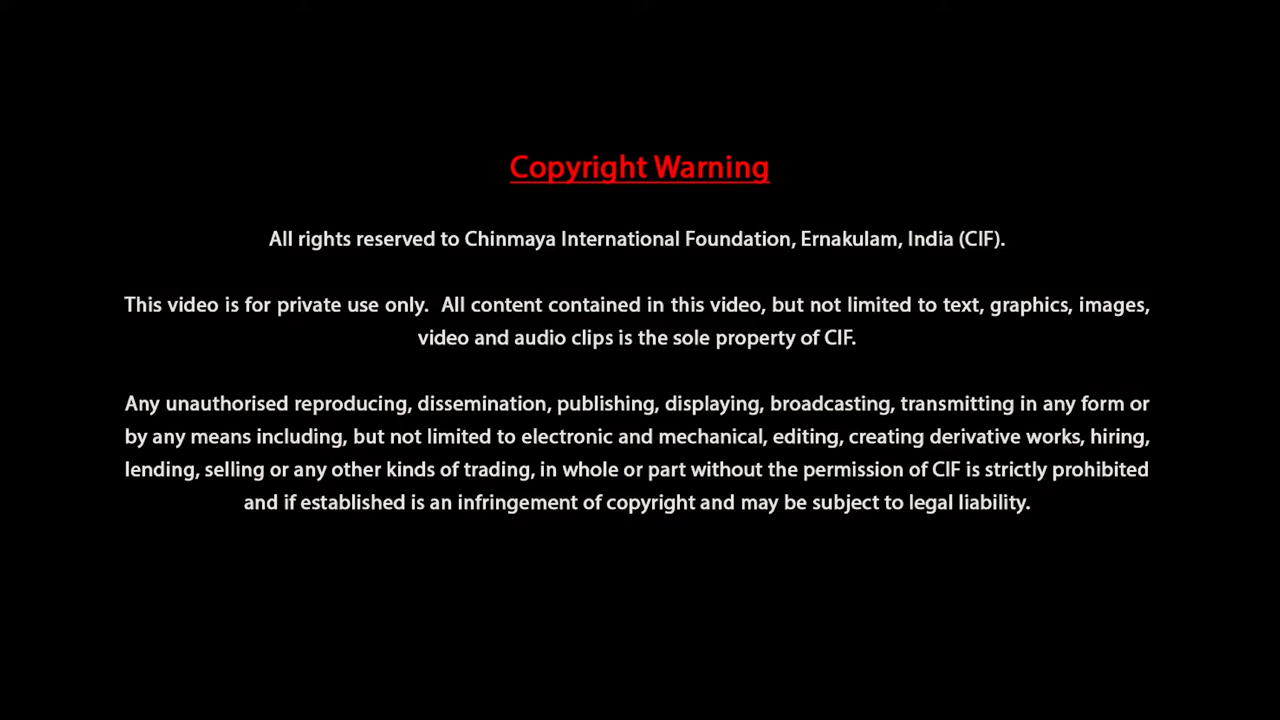 Copyright Warning
All rights reserved to Chinmaya International Foundation, Ernakulam, India (CIF).
This video is for private use only.  All content contained in this video, but not limited to text, graphics, images,
video and audio clips is the sole property of CIF.
Any unauthorised reproducing, dissemination, publishing, displaying, broadcasting, transmitting in any form or
by any means including, but not limited to electronic and mechanical, editing, creating derivative works, hiring,
lending, selling or any other kinds of trading, in whole or part without the permission of CIF is strictly prohibited
and if established is an infringement of copyright and may be subject to legal liability.